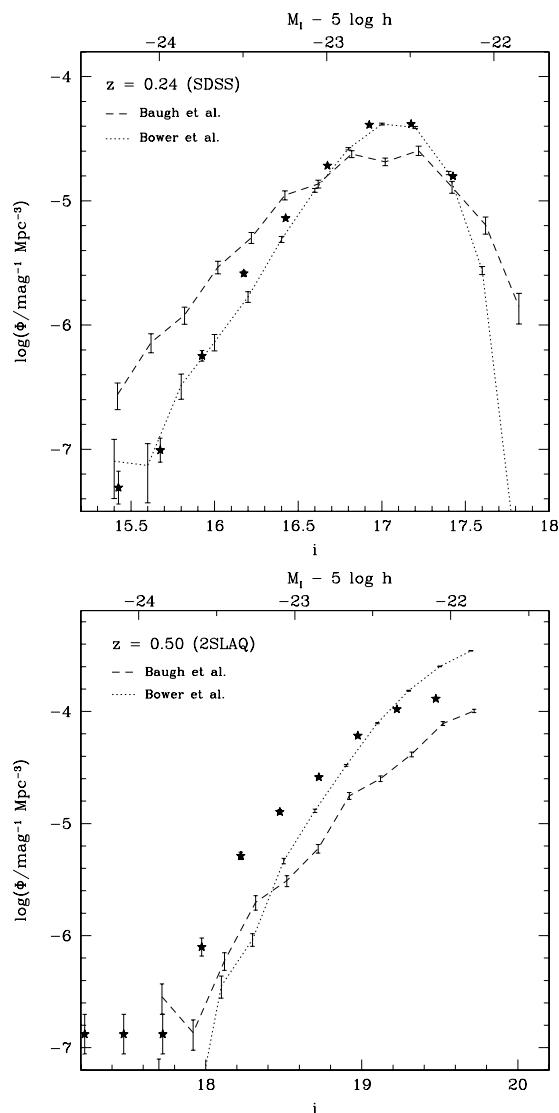 M_I − 5 log h
−24 −23 −22
z = 0.24 (SDSS)
Baugh et al.
Bower et al.
log(Φ/mag⁻¹ Mpc⁻³)
−4
−5
−6
−7
15.5 16 16.5 17 17.5 18
i
M_I − 5 log h
−24 −23 −22
z = 0.50 (2SLAQ)
Baugh et al.
Bower et al.
log(Φ/mag⁻¹ Mpc⁻³)
−4
−5
−6
−7
18 19 20
i